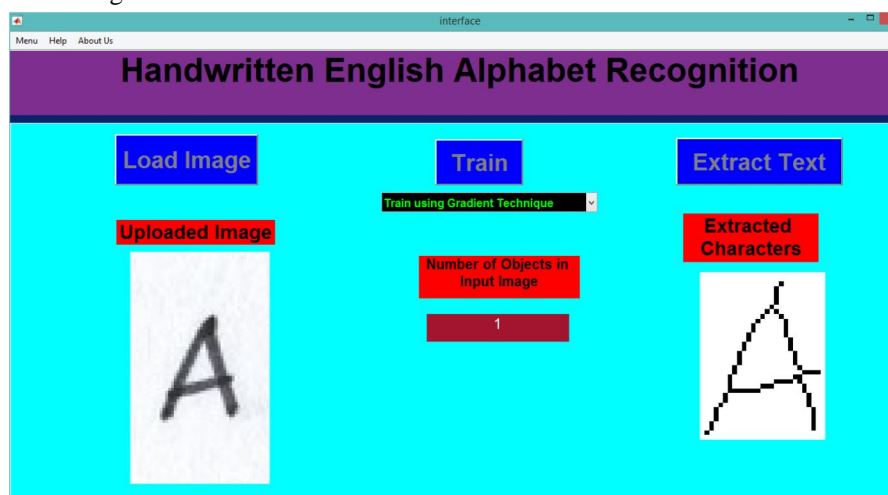 interface
Menu Help About Us
Handwritten English Alphabet Recognition
Load Image
Train
Extract Text
Train using Gradient Technique
Uploaded Image
Extracted
Characters
Number of Objects in
Input Image
1
A
A